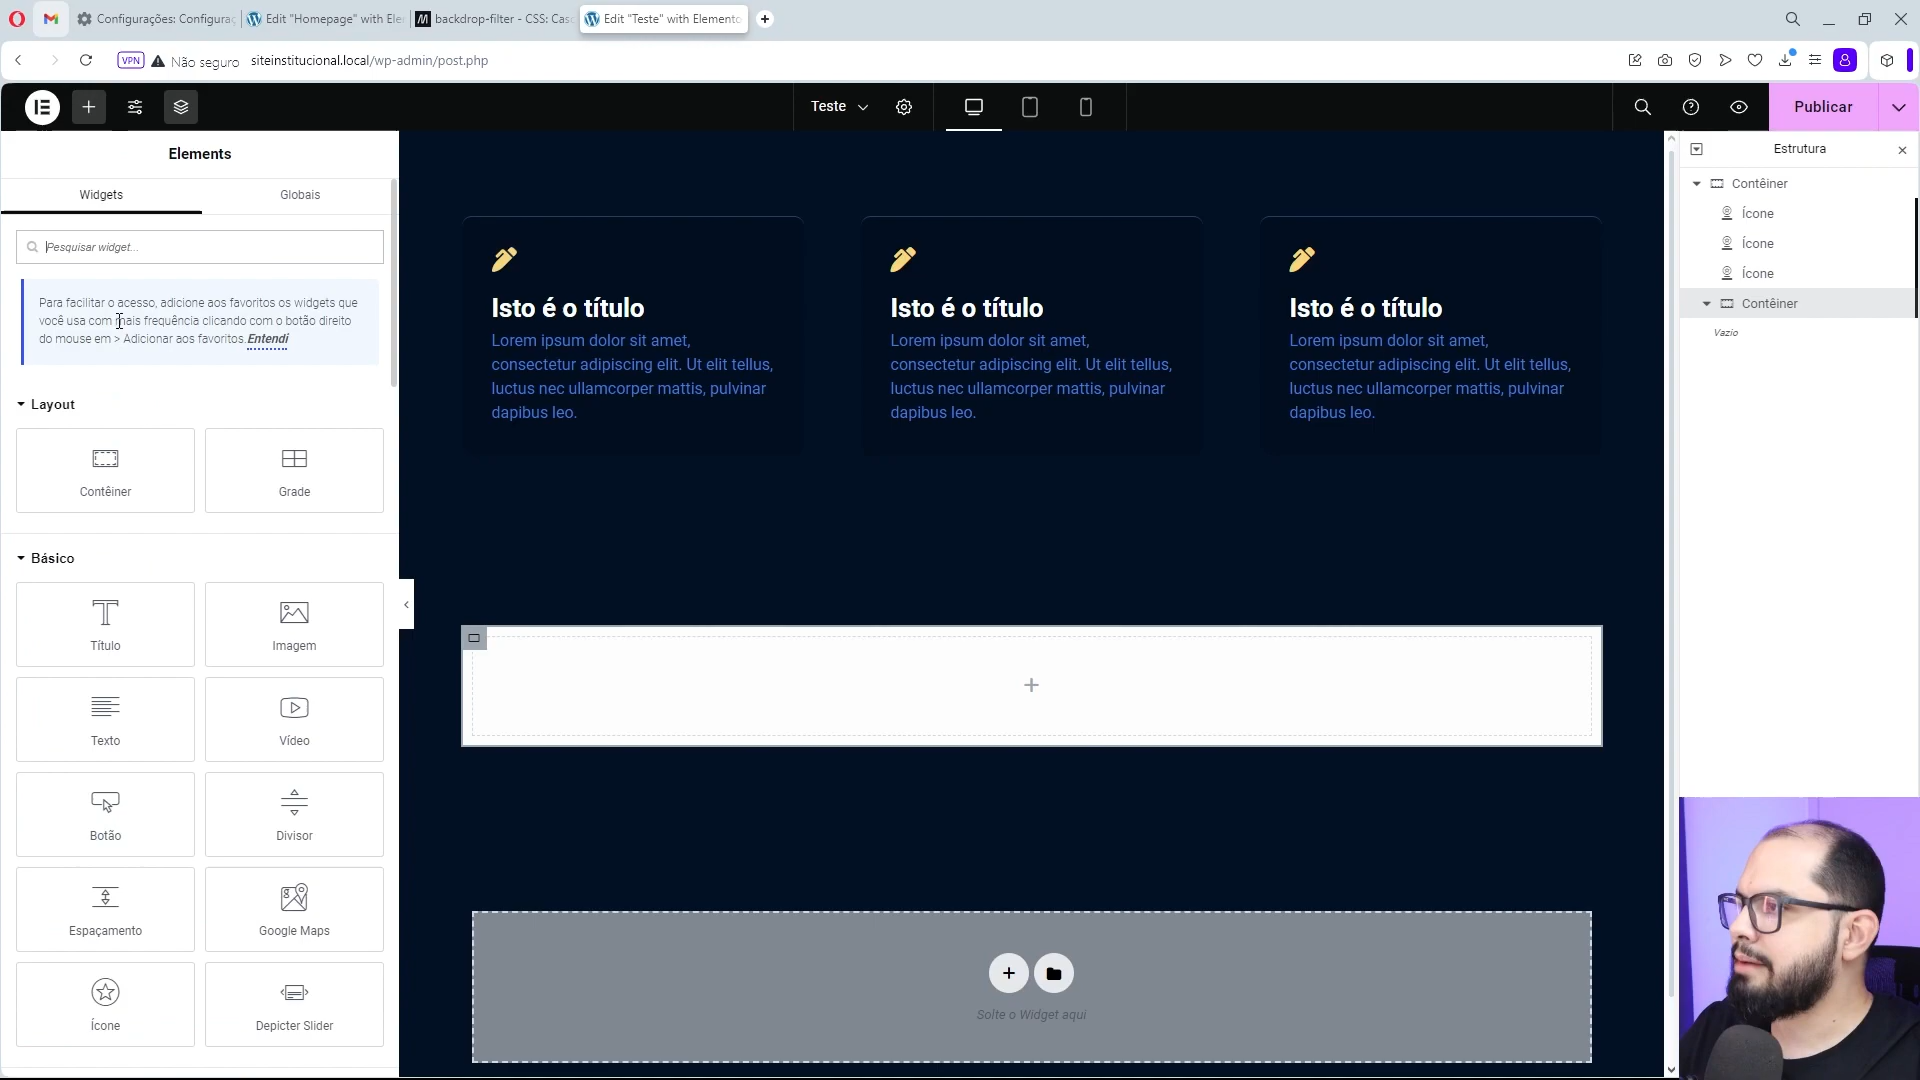 Configurações: Configuraç
Edit "Homepage" with Ele
backdrop-filter - CSS: Casc
Edit "Teste" with Elemento
VPN
Não seguro
siteinstitucional.local/wp-admin/post.php
Teste
Publicar
Elements
Widgets
Globais
Pesquisar widget...
Para facilitar o acesso, adicione aos favoritos os widgets que
você usa com mais frequência clicando com o botão direito
do mouse em > Adicionar aos favoritos.Entendi
Layout
Contêiner
Grade
Básico
Título
Imagem
Texto
Vídeo
Botão
Divisor
Espaçamento
Google Maps
Ícone
Depicter Slider
Isto é o título
Lorem ipsum dolor sit amet,
consectetur adipiscing elit. Ut elit tellus,
luctus nec ullamcorper mattis, pulvinar
dapibus leo.
Isto é o título
Lorem ipsum dolor sit amet,
consectetur adipiscing elit. Ut elit tellus,
luctus nec ullamcorper mattis, pulvinar
dapibus leo.
Isto é o título
Lorem ipsum dolor sit amet,
consectetur adipiscing elit. Ut elit tellus,
luctus nec ullamcorper mattis, pulvinar
dapibus leo.
Solte o Widget aqui
Estrutura
Contêiner
Ícone
Ícone
Ícone
Contêiner
Vazio